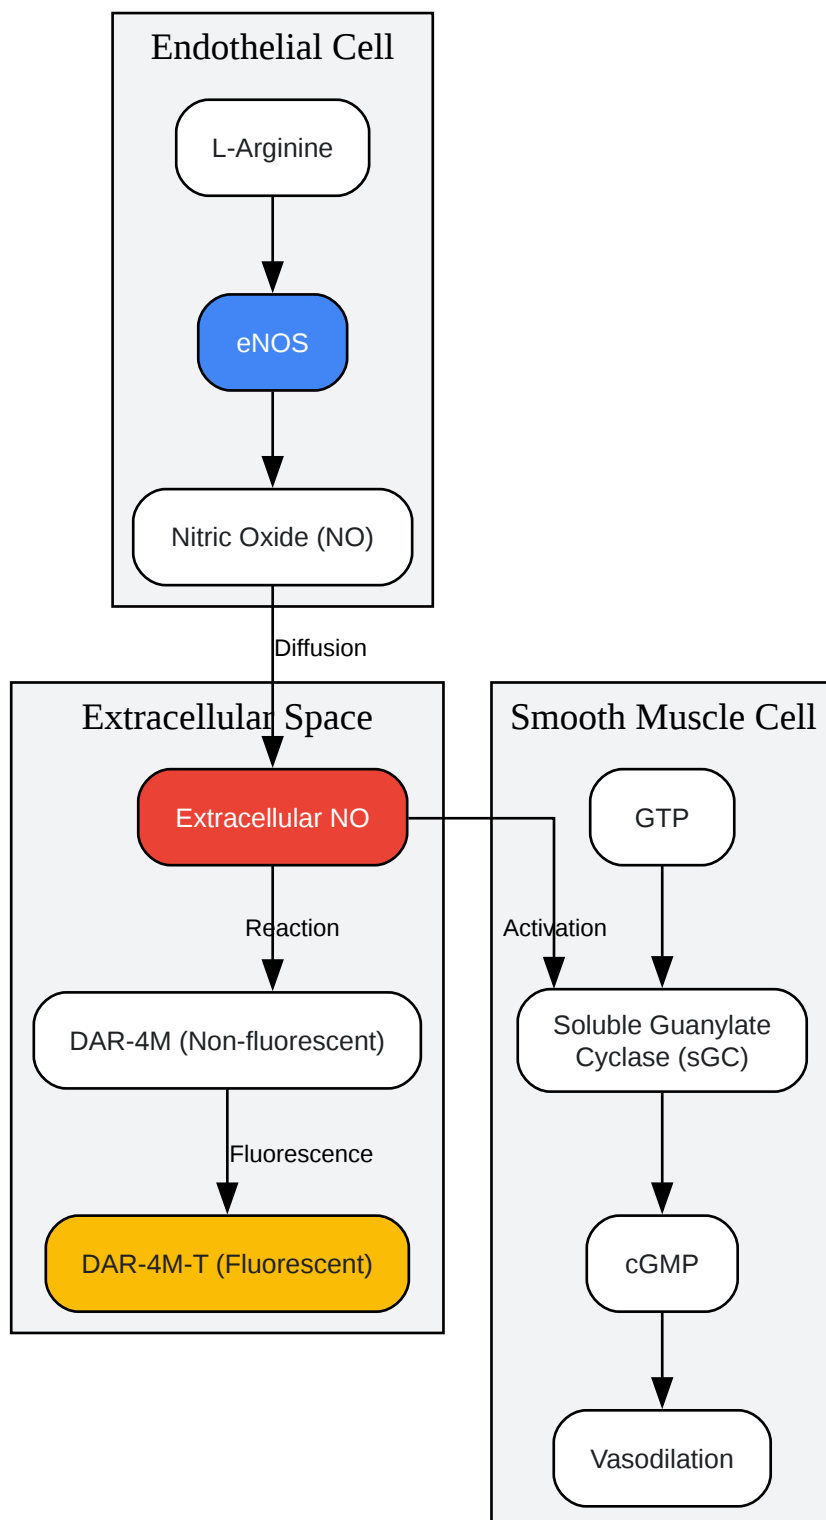 Endothelial Cell
L-Arginine
eNOS
Nitric Oxide (NO)
Diffusion
Extracellular Space
Extracellular NO
Reaction
DAR-4M (Non-fluorescent)
Fluorescence
DAR-4M-T (Fluorescent)
Smooth Muscle Cell
GTP
Activation
Soluble Guanylate
Cyclase (sGC)
cGMP
Vasodilation